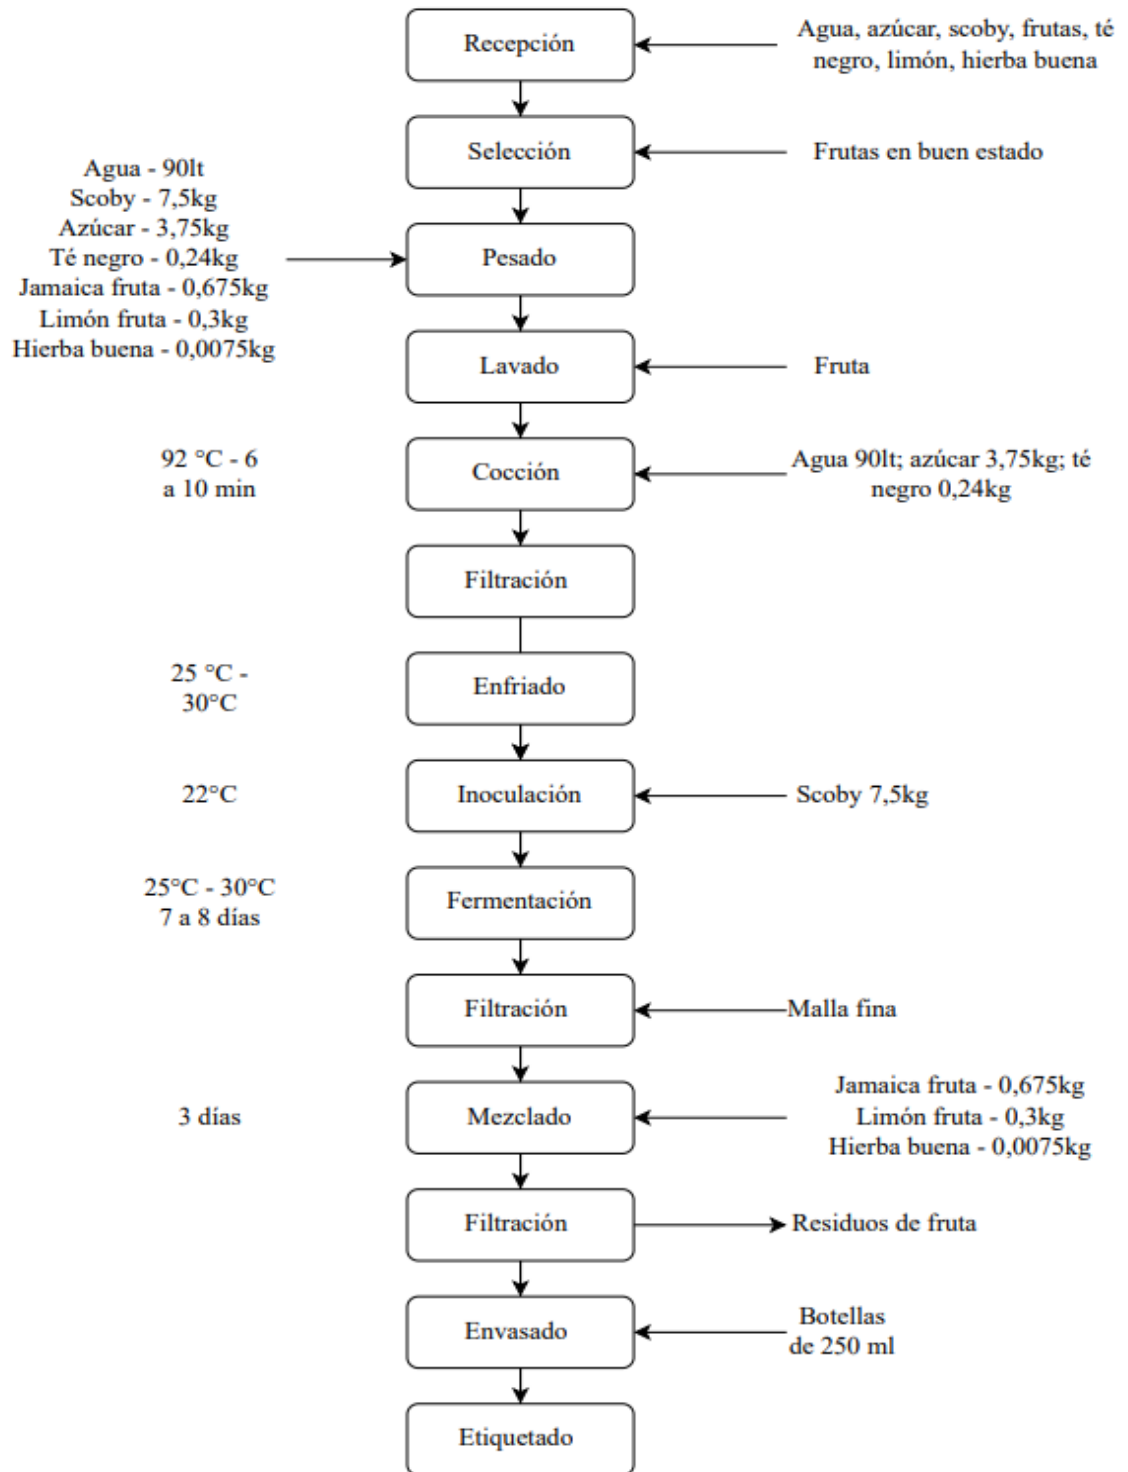 Recepción
Agua, azúcar, scoby, frutas, té
negro, limón, hierba buena
Selección
Frutas en buen estado
Agua - 90lt
Scoby - 7,5kg
Azúcar - 3,75kg
Té negro - 0,24kg
Jamaica fruta - 0,675kg
Limón fruta - 0,3kg
Hierba buena - 0,0075kg
Pesado
Lavado
Fruta
92 °C - 6
a 10 min
Cocción
Agua 90lt; azúcar 3,75kg; té
negro 0,24kg
Filtración
25 °C -
30°C
Enfriado
22°C
Inoculación
Scoby 7,5kg
25°C - 30°C
7 a 8 días
Fermentación
Filtración
Malla fina
3 días
Mezclado
Jamaica fruta - 0,675kg
Limón fruta - 0,3kg
Hierba buena - 0,0075kg
Filtración
Residuos de fruta
Envasado
Botellas
de 250 ml
Etiquetado